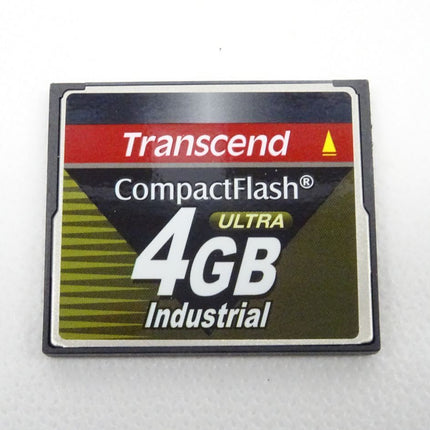 Transcend
CompactFlash®
ULTRA
4GB
Industrial